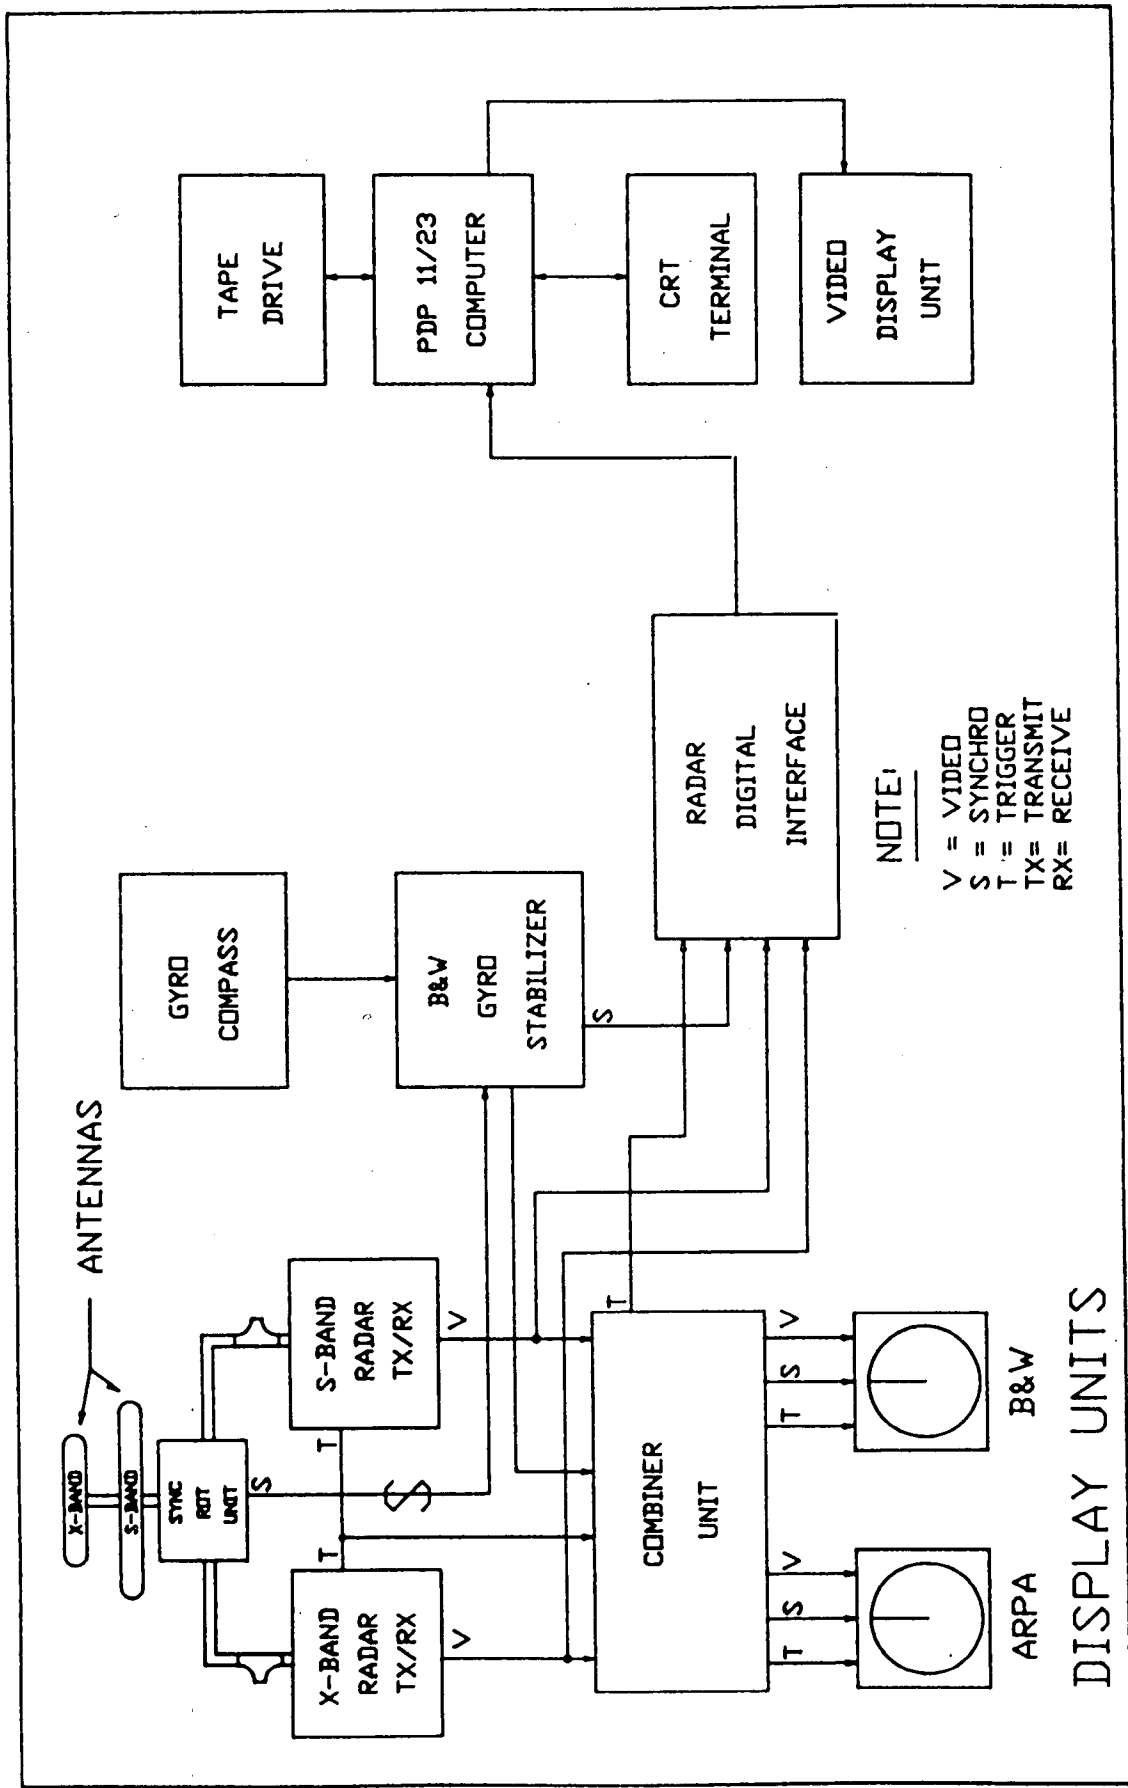 ANTENNAS
X-BAND
S-BAND
SYNC
ROT
UNIT
S
X-BAND
RADAR
TX/RX
T
V
S-BAND
RADAR
TX/RX
T
V
GYRO
COMPASS
B&W
GYRO
STABILIZER
S
COMBINER
UNIT
T
T
S
V
T
S
V
ARPA
B&W
DISPLAY UNITS
RADAR
DIGITAL
INTERFACE
TAPE
DRIVE
PDP 11/23
COMPUTER
CRT
TERMINAL
VIDEO
DISPLAY
UNIT
NOTE:
V = VIDEO
S = SYNCHRO
T = TRIGGER
TX= TRANSMIT
RX= RECEIVE